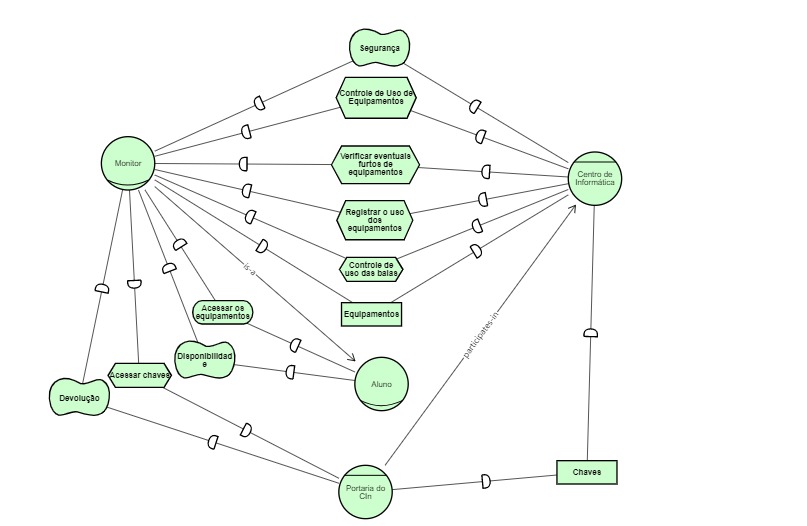 Segurança
Controle de Uso de
Equipamentos
Monitor
Verificar eventuais
furtos de
equipamentos
Centro de
Informática
Registrar o uso
dos
equipamentos
Controle de
uso das balas
is-a
Acessar os
equipamentos
Equipamentos
participates-in
Disponibilidad
e
Acessar chaves
Aluno
Devolução
Chaves
Portaria do
CIn